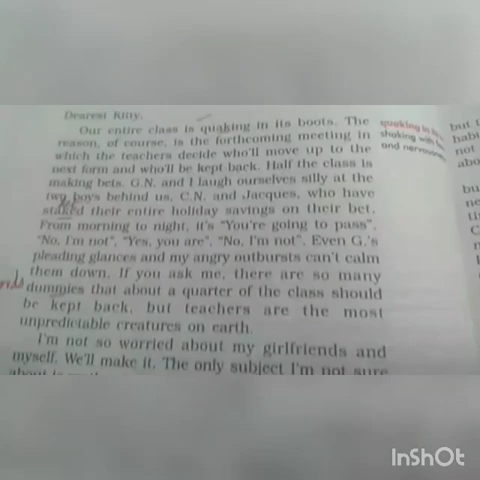 Dearest Kitty,
Our entire class is quaking in its boots. The
reason, of course, is the forthcoming meeting in
which the teachers decide who'll move up to the
next form and who'll be kept back. Half the class is
making bets. G.N. and I laugh ourselves silly at the
two boys behind us, C.N. and Jacques, who have
staked their entire holiday savings on their bet.
From morning to night, it's "You're going to pass",
"No, I'm not", "Yes, you are", "No, I'm not". Even G.'s
pleading glances and my angry outbursts can't calm
them down. If you ask me, there are so many
dummies that about a quarter of the class should
be kept back, but teachers are the most
unpredictable creatures on earth.
I'm not so worried about my girlfriends and
myself. We'll make it. The only subject I'm not sure
quaking in
shaking with
and nervous
but
habi
not
abo
bu
ne
InShOt